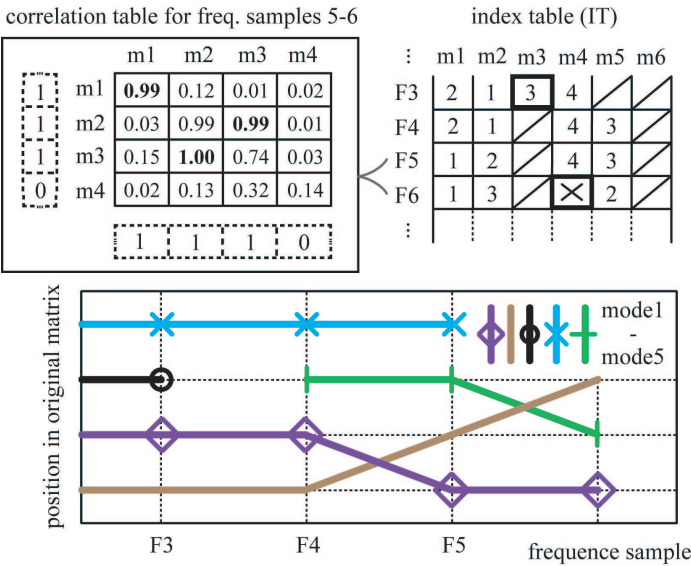 correlation table for freq. samples 5-6
m1 m2 m3 m4
1 m1 0.99 0.12 0.01 0.02
1 m2 0.03 0.99 0.99 0.01
1 m3 0.15 1.00 0.74 0.03
0 m4 0.02 0.13 0.32 0.14
1 1 1 0
index table (IT)
⋮ m1 m2 m3 m4 m5 m6
F3 2 1 3 4
F4 2 1 4 3
F5 1 2 4 3
F6 1 3 2
⋮
position in original matrix
mode1
-
mode5
F3 F4 F5 frequence sample